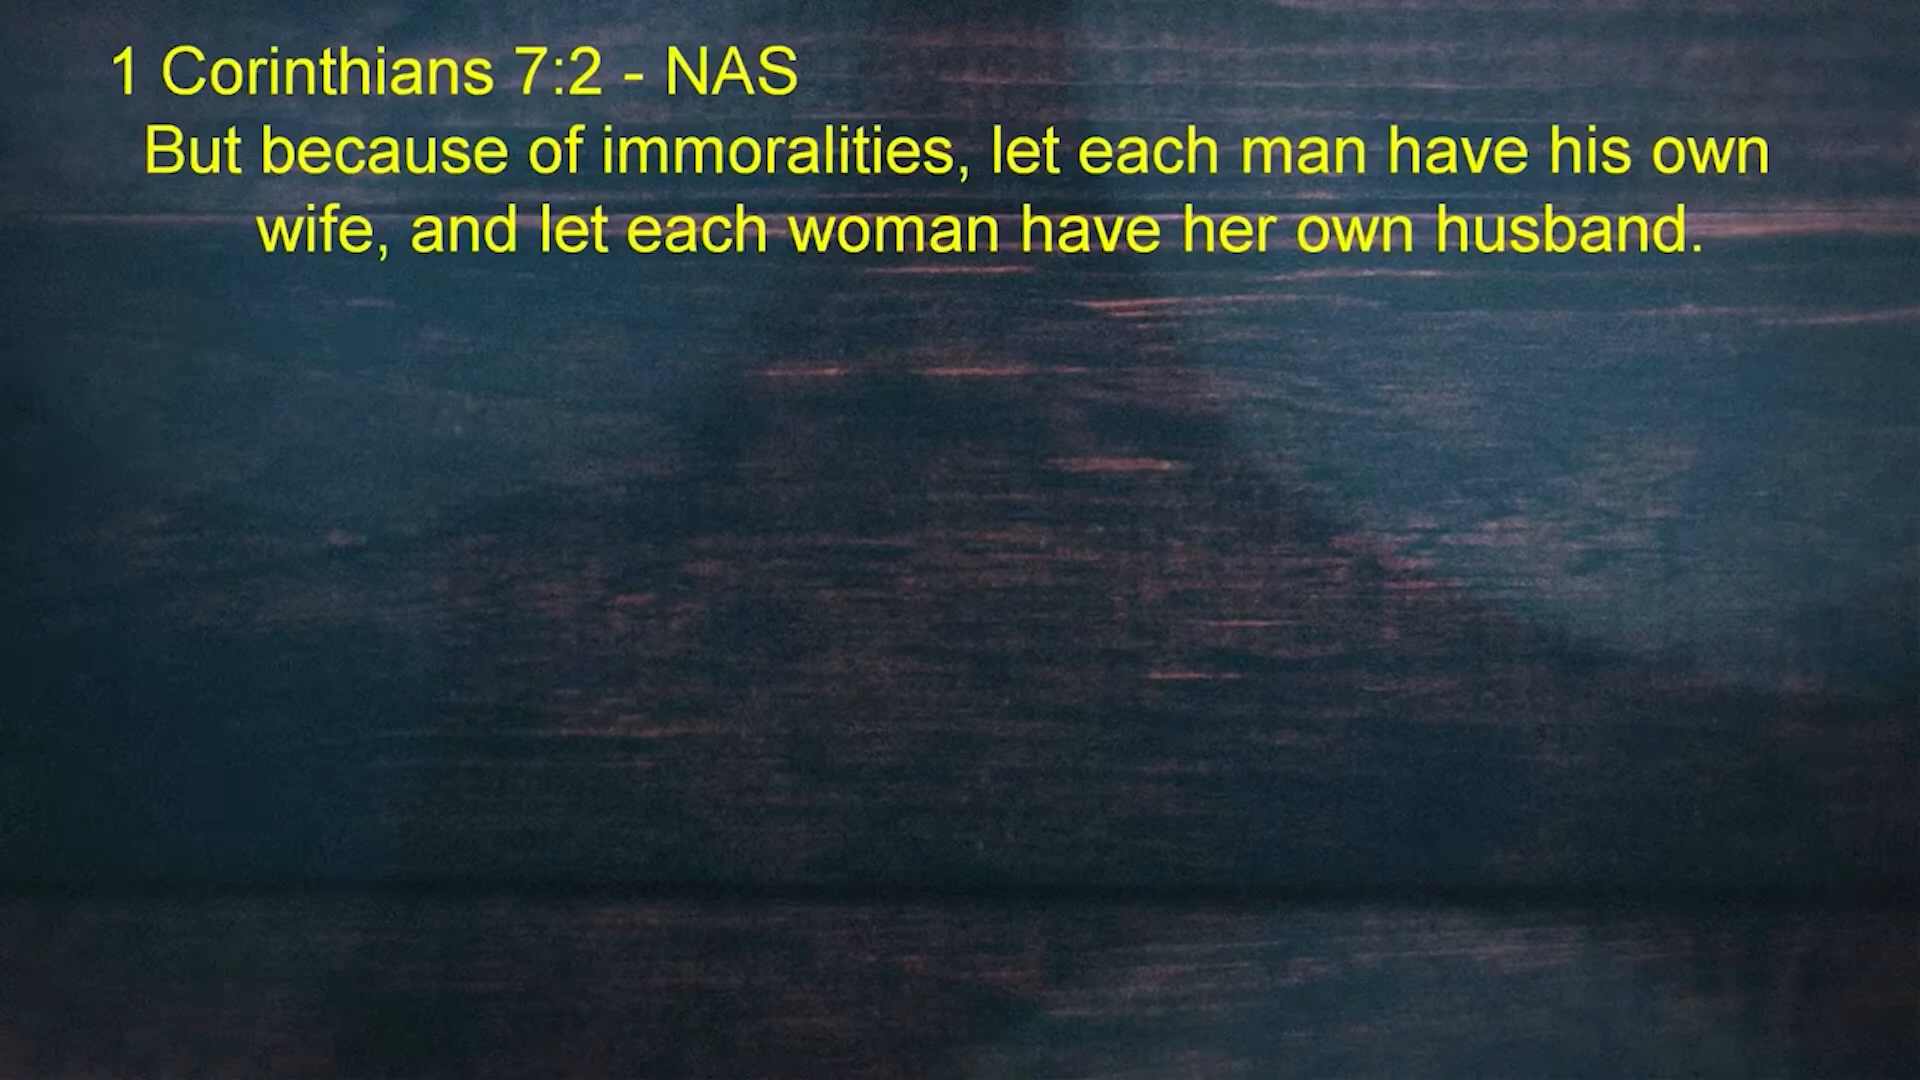 1 Corinthians 7:2 - NAS
But because of immoralities, let each man have his own
wife, and let each woman have her own husband.